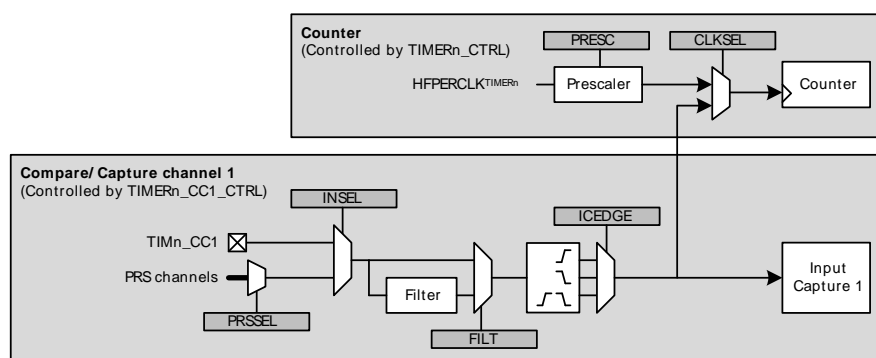 Counter
(Controlled by TIMERn_CTRL)
PRESC
CLKSEL
HFPERCLKTIMERn
Prescaler
Counter
Compare/ Capture channel 1
(Controlled by TIMERn_CC1_CTRL)
INSEL
ICEDGE
TIMn_CC1
PRS channels
Filter
Input
Capture 1
PRSSEL
FILT